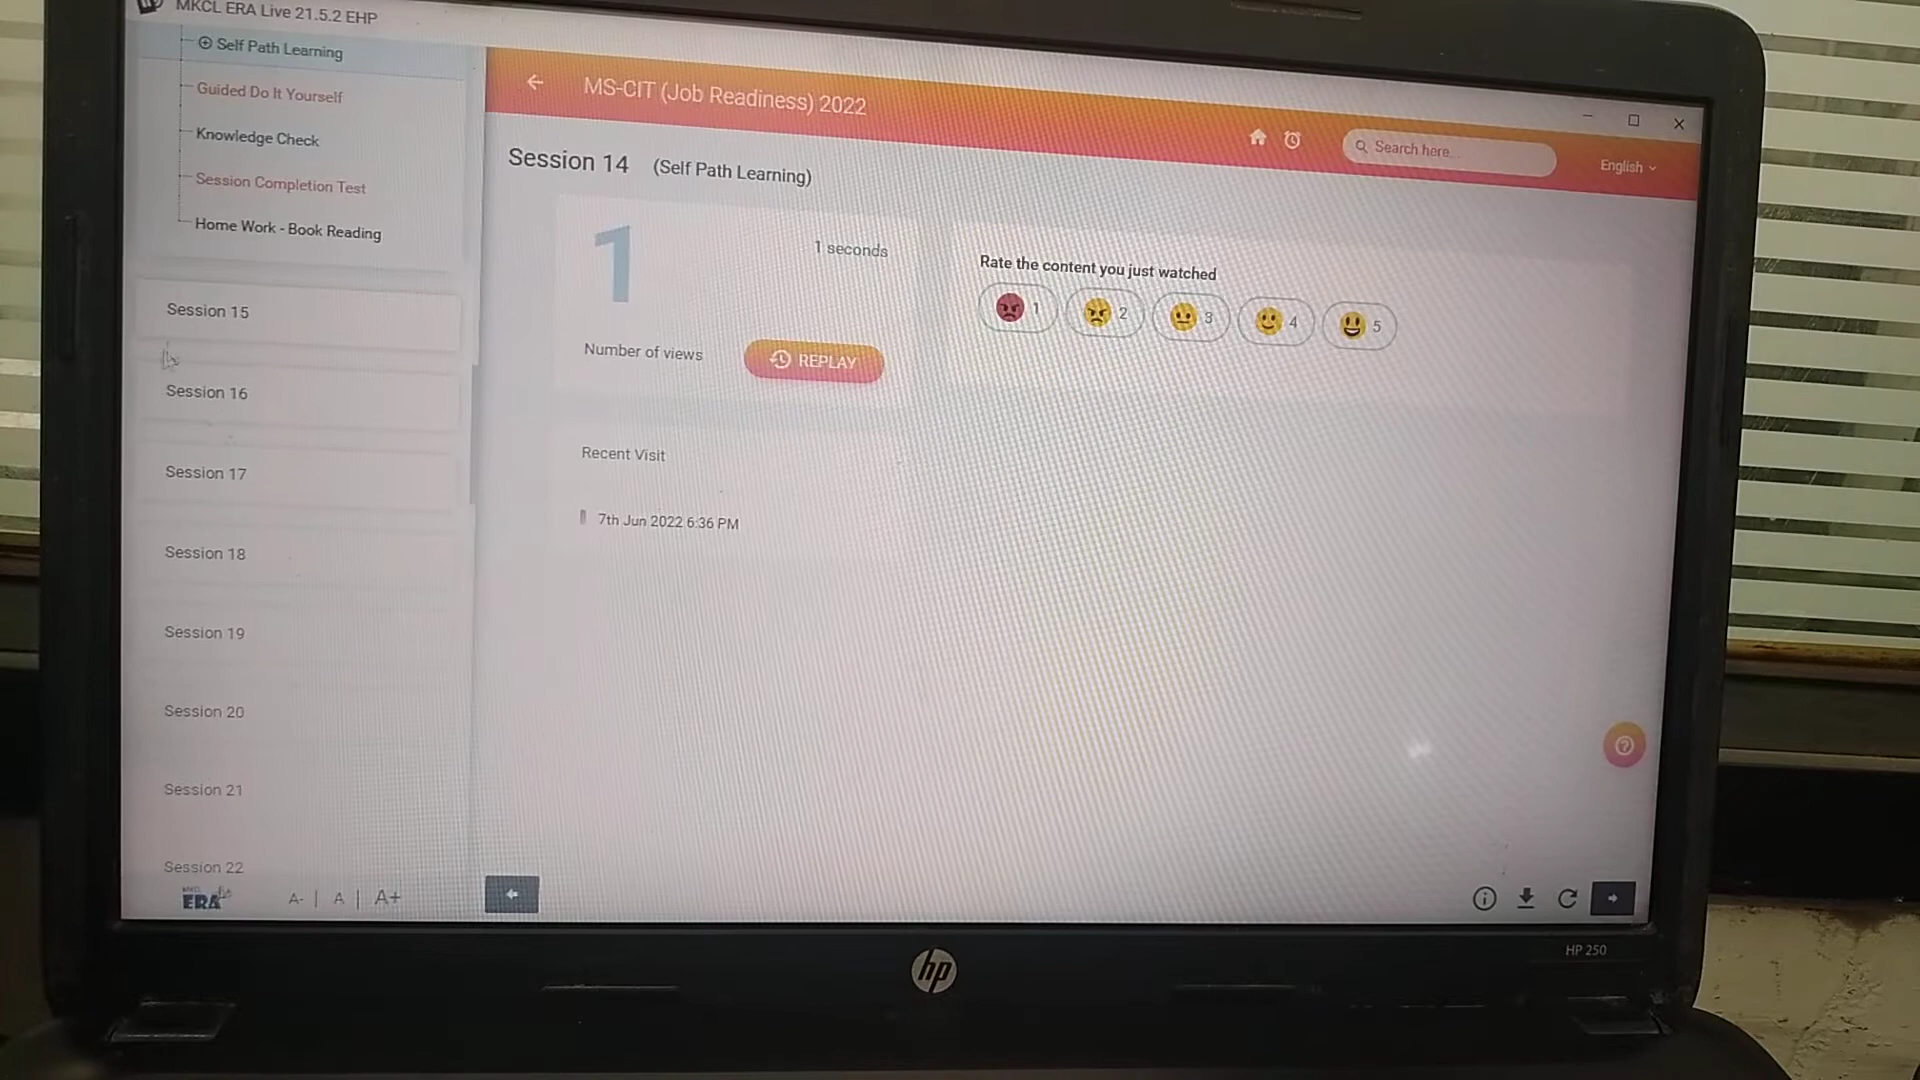 MKCL ERA Live 21.5.2 EHP
Self Path Learning
Guided Do It Yourself
Knowledge Check
Session Completion Test
Home Work - Book Reading
Session 15
Session 16
Session 17
Session 18
Session 19
Session 20
Session 21
Session 22
MKCL
ERA
A- | A | A+
MS-CIT (Job Readiness) 2022
Search here...
English
Session 14 (Self Path Learning)
1
1 seconds
Number of views
REPLAY
Rate the content you just watched
1 2 3 4 5
Recent Visit
7th Jun 2022 6:36 PM
hp
HP 250